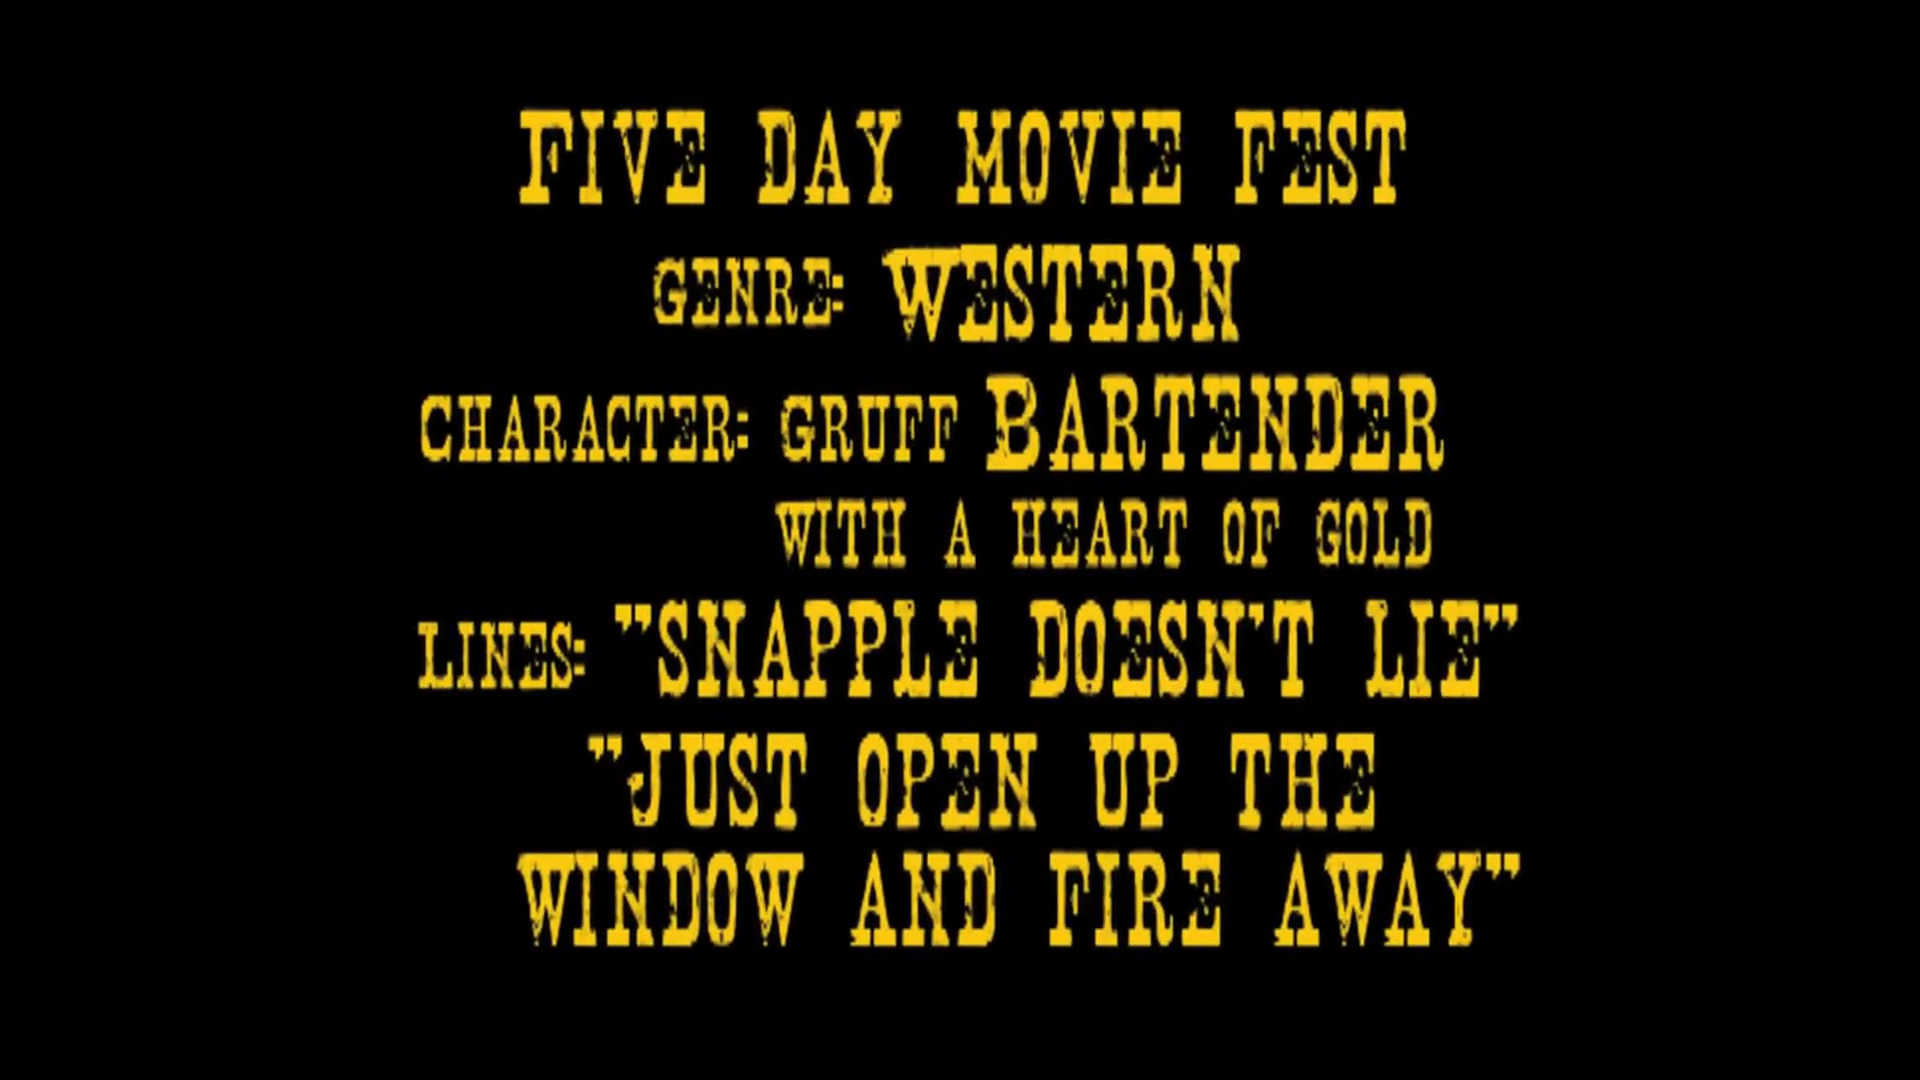 FIVE DAY MOVIE FEST
GENRE: WESTERN
CHARACTER: GRUFF BARTENDER
WITH A HEART OF GOLD
LINES: "SNAPPLE DOESN'T LIE"
"JUST OPEN UP THE
WINDOW AND FIRE AWAY"